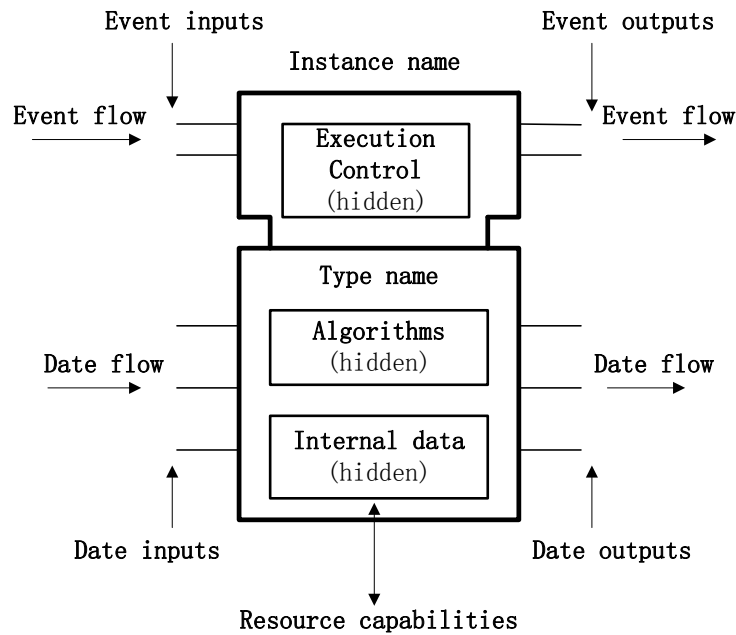 Event inputs
Event outputs
Instance name
Event flow
Event flow
Execution
Control
(hidden)
Type name
Algorithms
(hidden)
Date flow
Date flow
Internal data
(hidden)
Date inputs
Date outputs
Resource capabilities